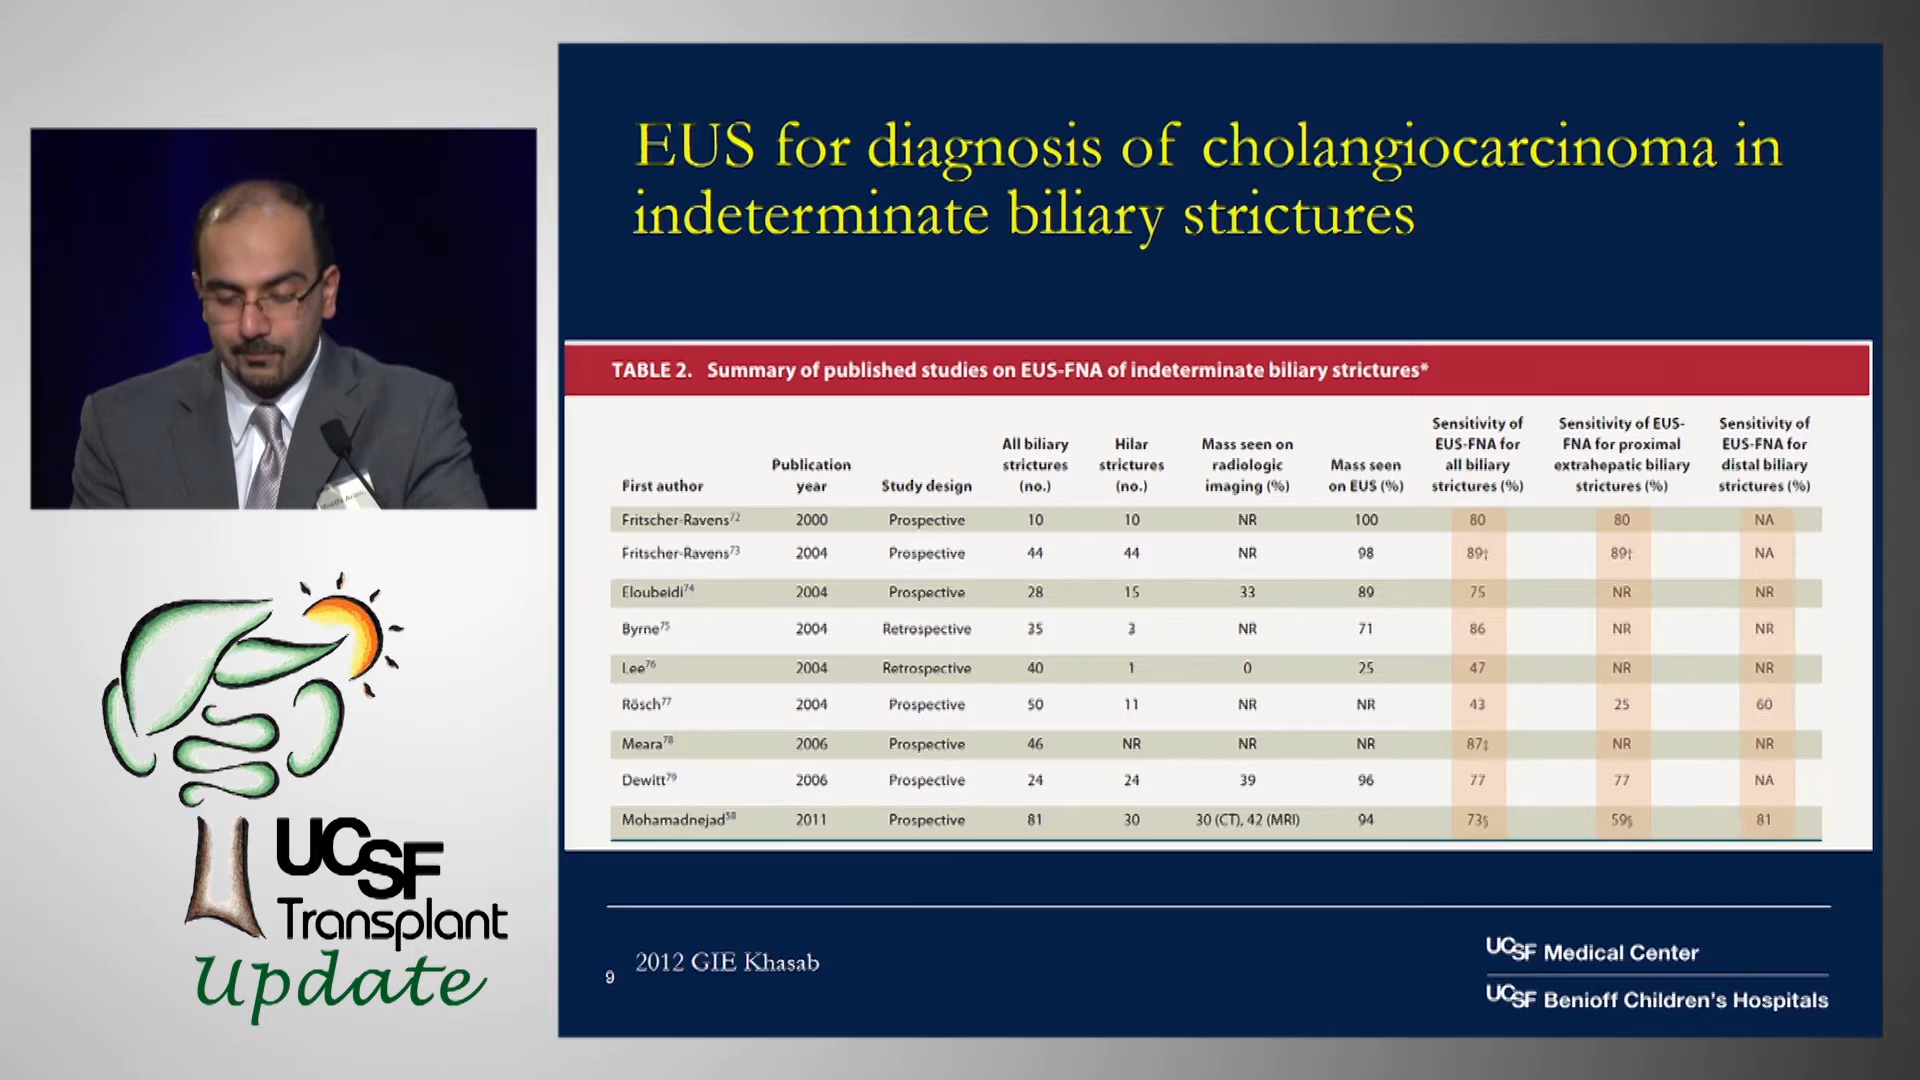 EUS for diagnosis of cholangiocarcinoma in
indeterminate biliary strictures
TABLE 2. Summary of published studies on EUS-FNA of indeterminate biliary strictures*
First author Publication year Study design All biliary strictures (no.) Hilar strictures (no.) Mass seen on radiologic imaging (%) Mass seen on EUS (%) Sensitivity of EUS-FNA for all biliary strictures (%) Sensitivity of EUS-FNA for proximal extrahepatic biliary strictures (%) Sensitivity of EUS-FNA for distal biliary strictures (%)
Fritscher-Ravens72 2000 Prospective 10 10 NR 100 80 80 NA
Fritscher-Ravens73 2004 Prospective 44 44 NR 98 89† 89† NA
Eloubeidi74 2004 Prospective 28 15 33 89 75 NR NR
Byrne75 2004 Retrospective 35 3 NR 71 86 NR NR
Lee76 2004 Retrospective 40 1 0 25 47 NR NR
Rösch77 2004 Prospective 50 11 NR NR 43 25 60
Meara78 2006 Prospective 46 NR NR NR 87‡ NR NR
Dewitt79 2006 Prospective 24 24 39 96 77 77 NA
Mohamadnejad58 2011 Prospective 81 30 30 (CT), 42 (MRI) 94 73§ 59§ 81
9 2012 GIE Khasab
UCSF Medical Center
UCSF Benioff Children's Hospitals
UCSF
Transplant
Update